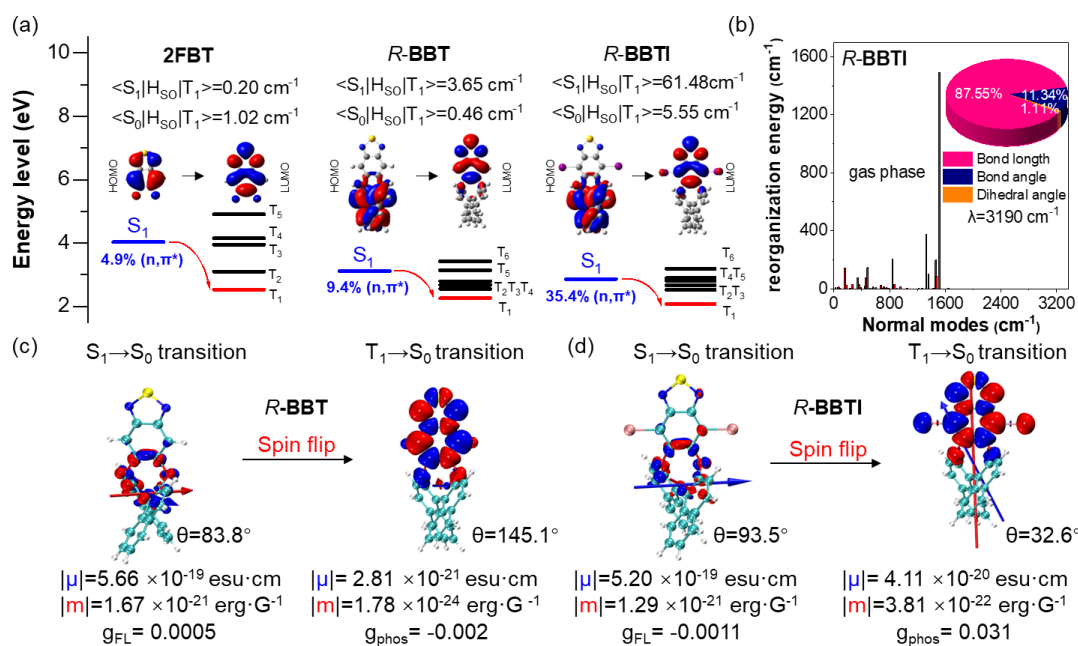 (a)
Energy level (eV)
10
8
6
4
2
2FBT
<S₁|H_SO|T₁>=0.20 cm⁻¹
<S₀|H_SO|T₁>=1.02 cm⁻¹
HOMO
LUMO
S₁
4.9% (n,π*)
T₅
T₄
T₃
T₂
T₁
R-BBT
<S₁|H_SO|T₁>=3.65 cm⁻¹
<S₀|H_SO|T₁>=0.46 cm⁻¹
HOMO
LUMO
S₁
9.4% (n,π*)
T₆
T₅
T₂T₃T₄
T₁
R-BBTI
<S₁|H_SO|T₁>=61.48cm⁻¹
<S₀|H_SO|T₁>=5.55 cm⁻¹
HOMO
LUMO
S₁
35.4% (n,π*)
T₆
T₄T₅
T₂T₃
T₁
(b)
reorganization energy (cm⁻¹)
1600
1200
800
400
0
R-BBTI
87.55%
11.34%
1.11%
gas phase
Bond length
Bond angle
Dihedral angle
λ=3190 cm⁻¹
0 800 1600 2400 3200
Normal modes (cm⁻¹)
(c)
S₁→S₀ transition
T₁→S₀ transition
R-BBT
Spin flip
θ=83.8°
θ=145.1°
|μ|=5.66 ×10⁻¹⁹ esu·cm
|m|=1.67 ×10⁻²¹ erg·G⁻¹
g_FL= 0.0005
|μ|= 2.81 ×10⁻²¹ esu·cm
|m|=1.78 ×10⁻²⁴ erg·G⁻¹
g_phos= -0.002
(d)
S₁→S₀ transition
T₁→S₀ transition
R-BBTI
Spin flip
θ=93.5°
θ=32.6°
|μ|=5.20 ×10⁻¹⁹ esu·cm
|m|=1.29 ×10⁻²¹ erg·G⁻¹
g_FL= -0.0011
|μ|= 4.11 ×10⁻²⁰ esu·cm
|m|=3.81 ×10⁻²² erg·G⁻¹
g_phos= 0.031